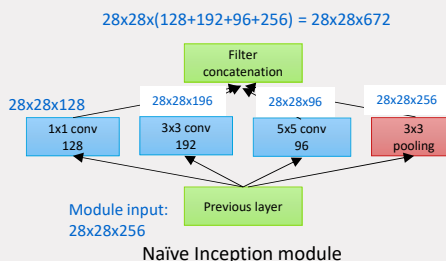 28x28x(128+192+96+256) = 28x28x672
Filter
concatenation
28x28x128
28x28x196
28x28x96
28x28x256
1x1 conv
128
3x3 conv
192
5x5 conv
96
3x3
pooling
Module input:
28x28x256
Previous layer
Naïve Inception module